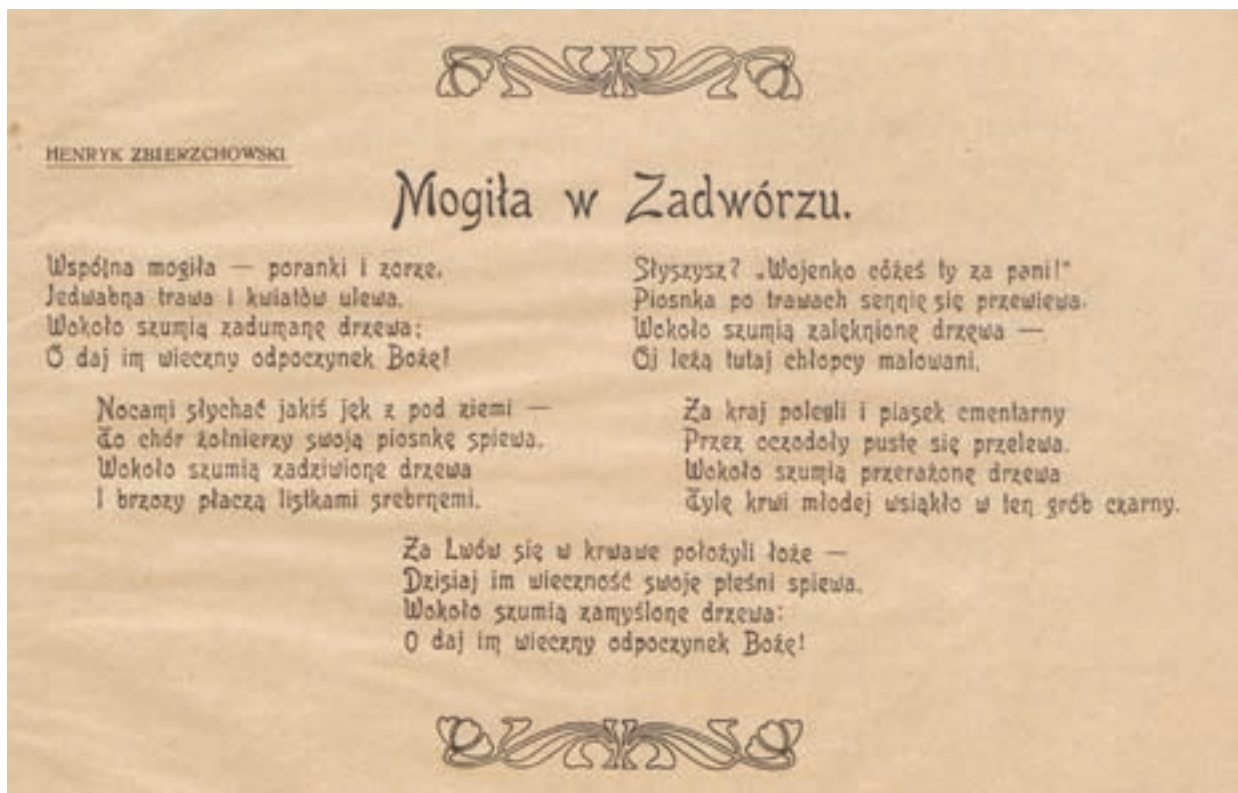 HENRYK ZBIERZCHOWSKI
Mogiła w Zadwórzu.
Wspólna mogiła — poranki i zorze,
Jedwabna trawa i kwiatów ulewa.
Wokoło szumią zadumane drzewa:
O daj im wieczny odpoczynek Boże!
Nocami słychać jakiś jęk z pod ziemi —
To chór żołnierzy swoją piosnkę spiewa.
Wokoło szumią zadziwione drzewa
I brzozy płaczą listkami srebrnemi.
Słyszysz? „Wojenko cóżeś ty za pani!"
Piosnka po trawach sennie się przewiewa.
Wokoło szumią zalęknione drzewa —
Oj leżą tutaj chłopcy malowani.
Za kraj polegli i piasek cmentarny
Przez oczodoły puste się przelewa.
Wokoło szumią przerażone drzewa
Tyle krwi młodej wsiąkło w ten grób czarny.
Za Lwów się w krwawe położyli łoże —
Dzisiaj im wieczność swoje pieśni spiewa.
Wokoło szumią zamyślone drzewa:
O daj im wieczny odpoczynek Boże!